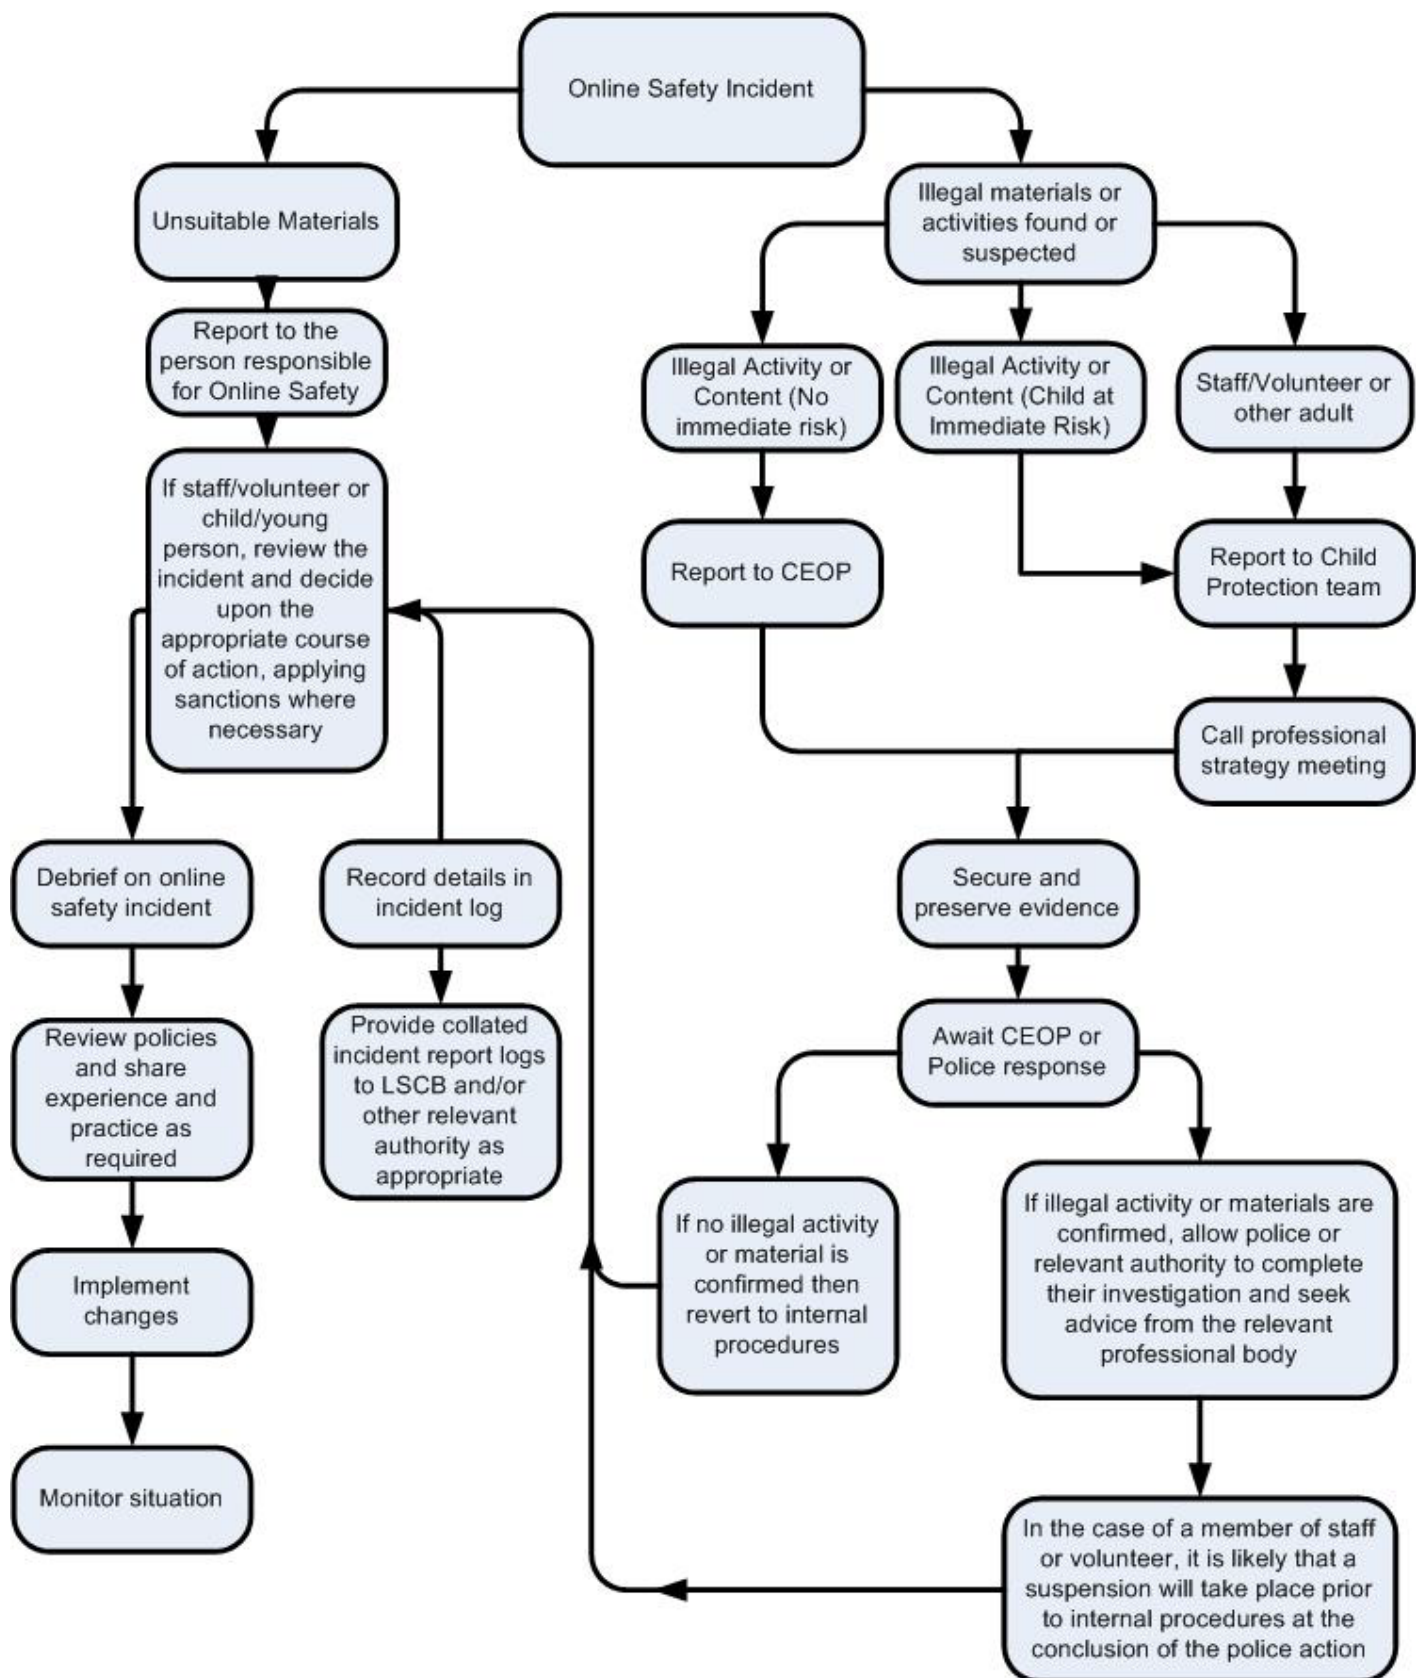 Online Safety Incident
Unsuitable Materials
Report to the
person responsible
for Online Safety
If staff/volunteer or
child/young
person, review the
incident and decide
upon the
appropriate course
of action, applying
sanctions where
necessary
Debrief on online
safety incident
Review policies
and share
experience and
practice as
required
Implement
changes
Monitor situation
Record details in
incident log
Provide collated
incident report logs
to LSCB and/or
other relevant
authority as
appropriate
Illegal materials or
activities found or
suspected
Illegal Activity or
Content (No
immediate risk)
Illegal Activity or
Content (Child at
Immediate Risk)
Staff/Volunteer or
other adult
Report to CEOP
Report to Child
Protection team
Call professional
strategy meeting
Secure and
preserve evidence
Await CEOP or
Police response
If no illegal activity
or material is
confirmed then
revert to internal
procedures
If illegal activity or materials are
confirmed, allow police or
relevant authority to complete
their investigation and seek
advice from the relevant
professional body
In the case of a member of staff
or volunteer, it is likely that a
suspension will take place prior
to internal procedures at the
conclusion of the police action